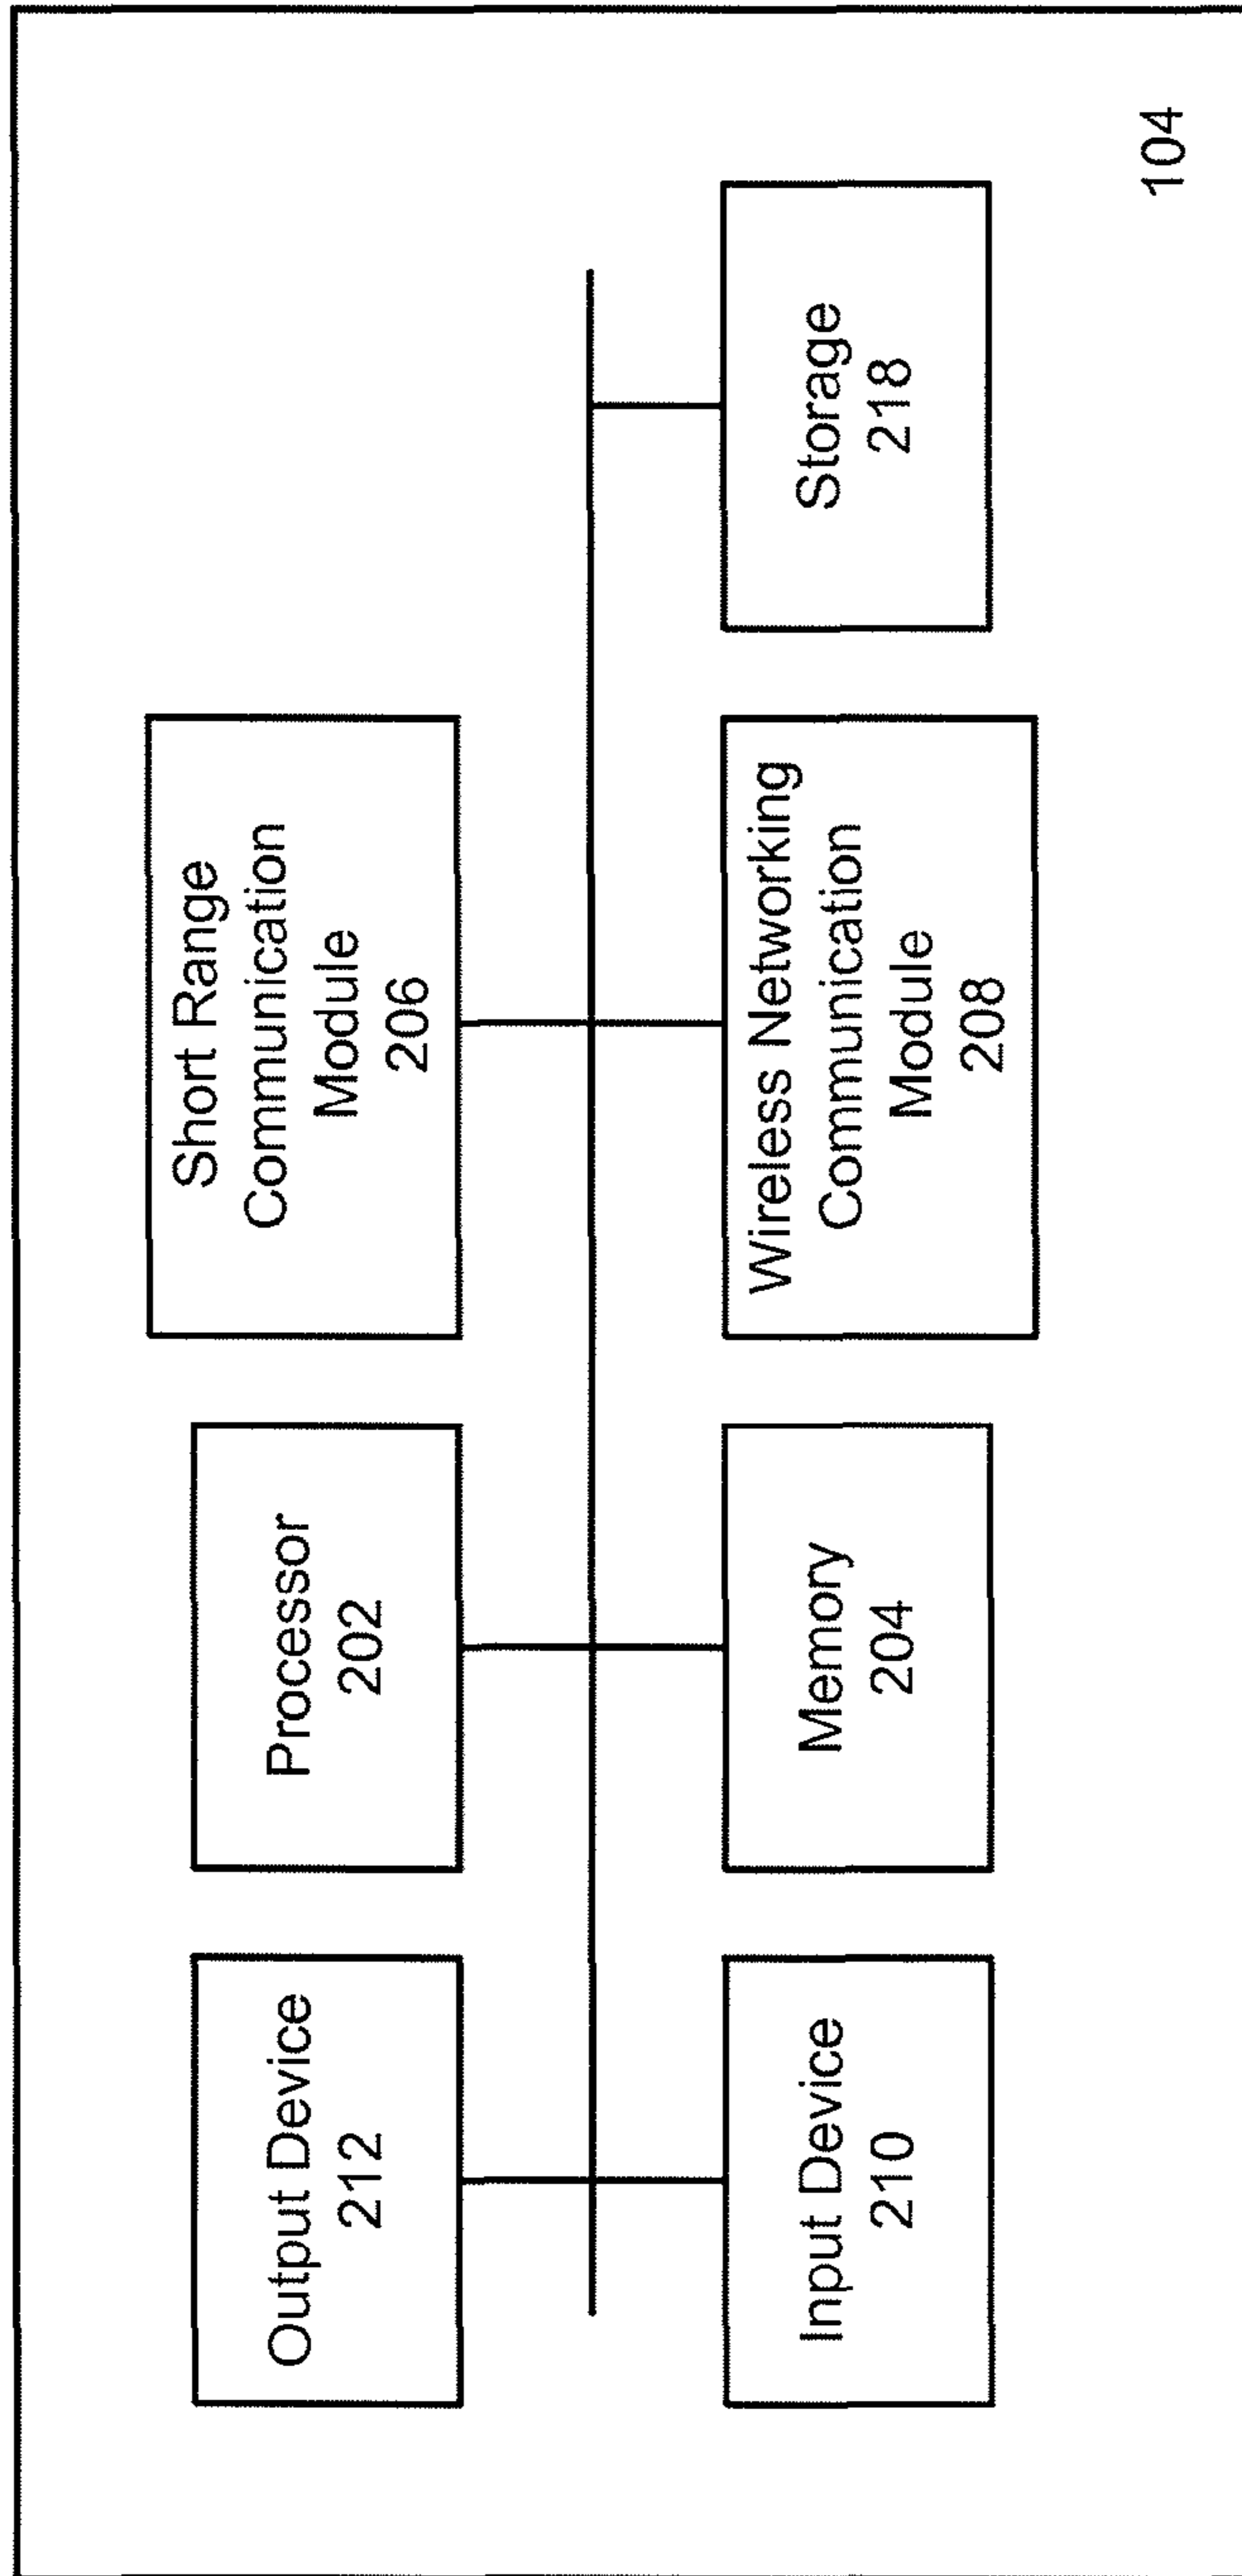 Output Device
212
Processor
202
Short Range
Communication
Module
206
Input Device
210
Memory
204
Wireless Networking
Communication
Module
208
Storage
218
104